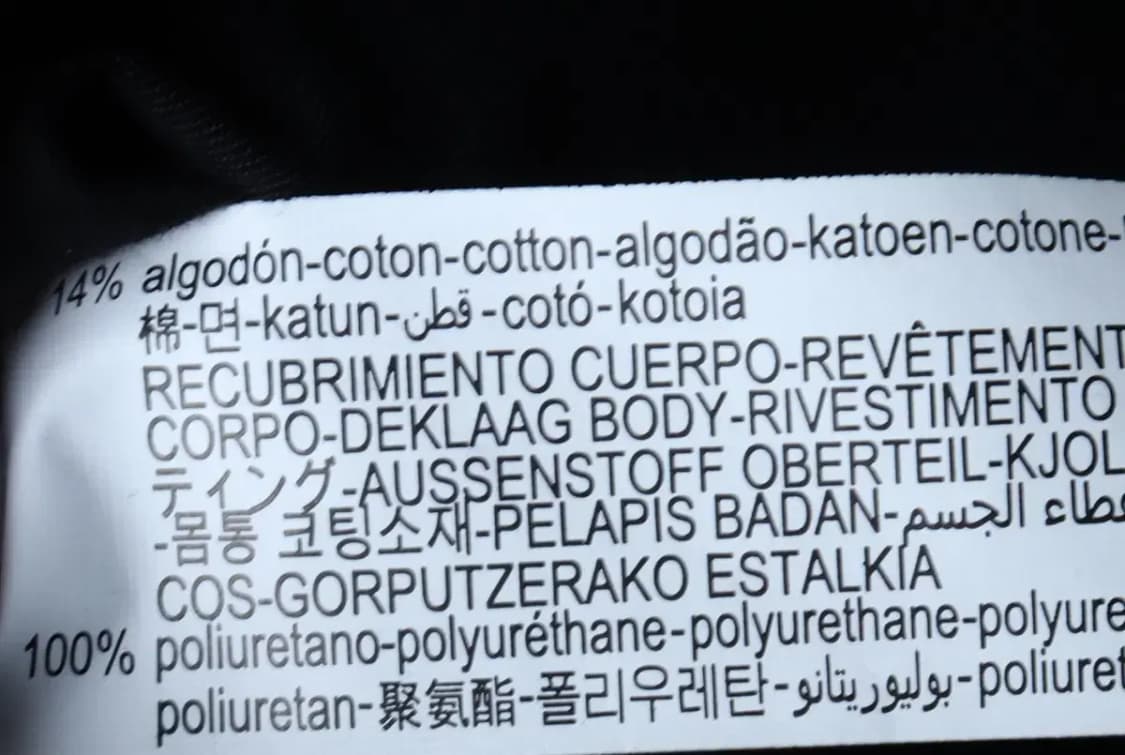 14% algodón-coton-cotton-algodão-katoen-cotone-
棉-면-katun-قطن-cotó-kotoia
RECUBRIMIENTO CUERPO-REVÊTEMENT
CORPO-DEKLAAG BODY-RIVESTIMENTO
ティング-AUSSENSTOFF OBERTEIL-KJOL
-몸통 코팅소재-PELAPIS BADAN-غطاء الجسم
COS-GORPUTZERAKO ESTALKIA
100% poliuretano-polyuréthane-polyurethane-polyure
poliuretan-聚氨酯-폴리우레탄-بوليوريتانو-poliuret